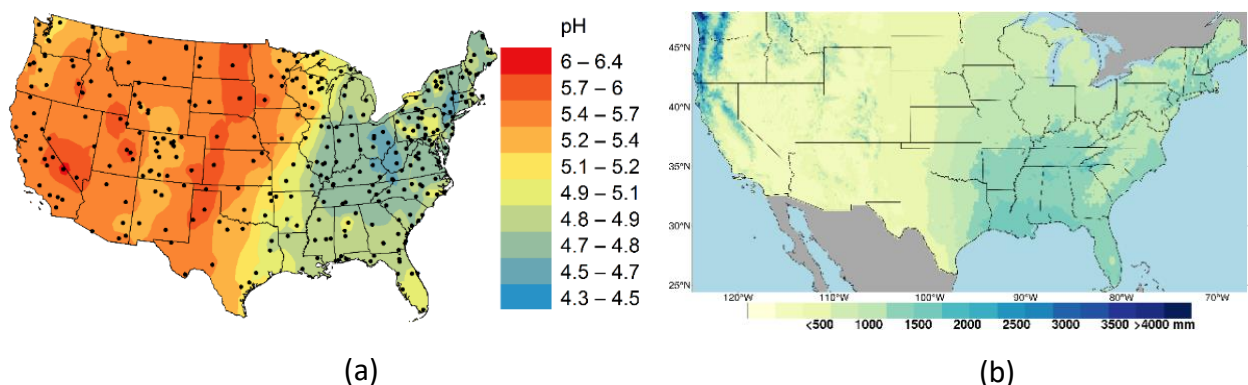 pH
6 – 6.4
5.7 – 6
5.4 – 5.7
5.2 – 5.4
5.1 – 5.2
4.9 – 5.1
4.8 – 4.9
4.7 – 4.8
4.5 – 4.7
4.3 – 4.5
(a)
45°N
40°N
35°N
30°N
25°N
120°W 110°W 100°W 90°W 80°W 70°W
<500 1000 1500 2000 2500 3000 3500 >4000 mm
(b)